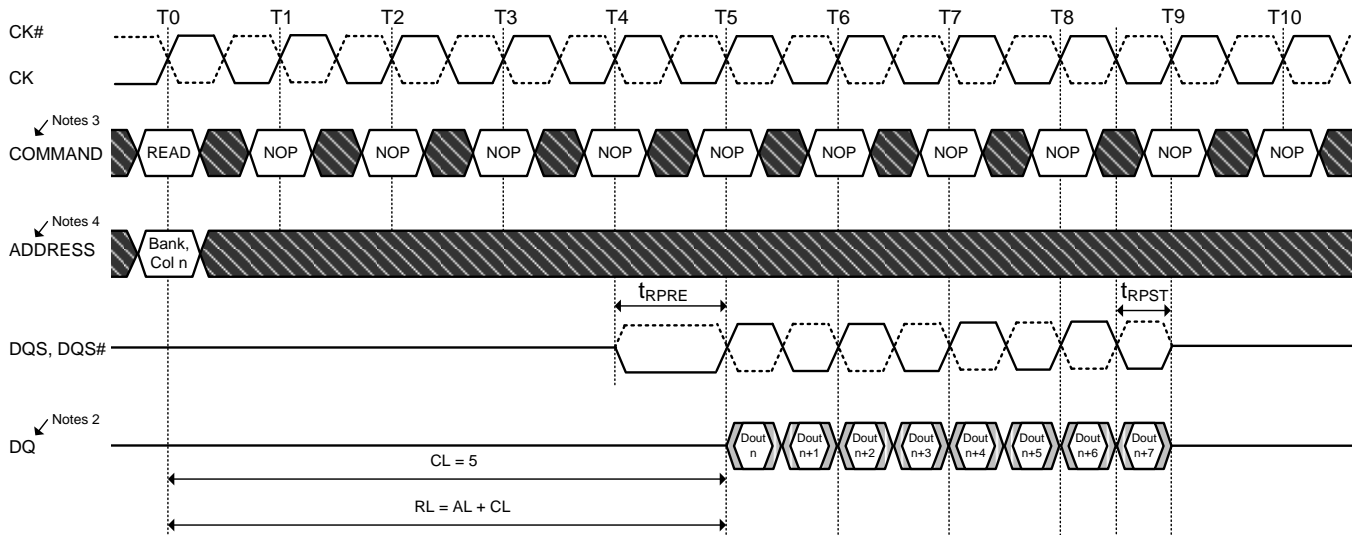 T0 T1 T2 T3 T4 T5 T6 T7 T8 T9 T10
CK#
CK
Notes 3
COMMAND READ NOP NOP NOP NOP NOP NOP NOP NOP NOP NOP
Notes 4
ADDRESS
Bank,
Col n
tRPRE tRPST
DQS, DQS#
Notes 2
DQ
Dout Dout Dout Dout Dout Dout Dout Dout
n n+1 n+2 n+3 n+4 n+5 n+6 n+7
CL = 5
RL = AL + CL